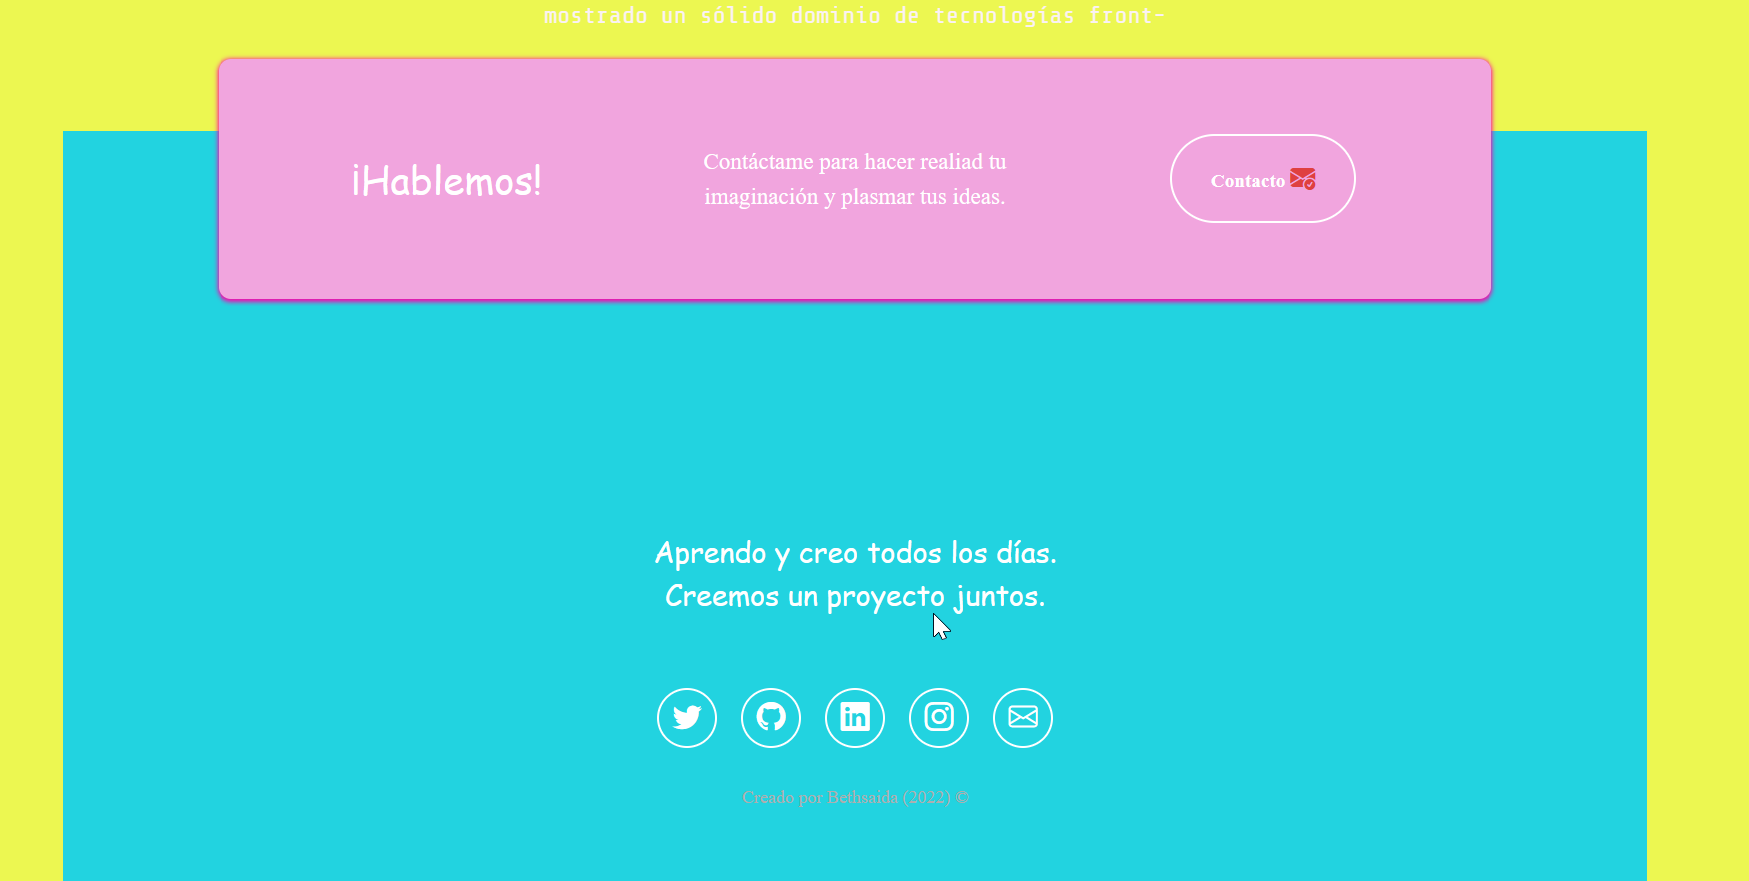 mostrado un sólido dominio de tecnologías front-
¡Hablemos!
Contáctame para hacer realiad tu
imaginación y plasmar tus ideas.
Contacto
Aprendo y creo todos los días.
Creemos un proyecto juntos.
in
Creado por Bethsaida (2022) ©